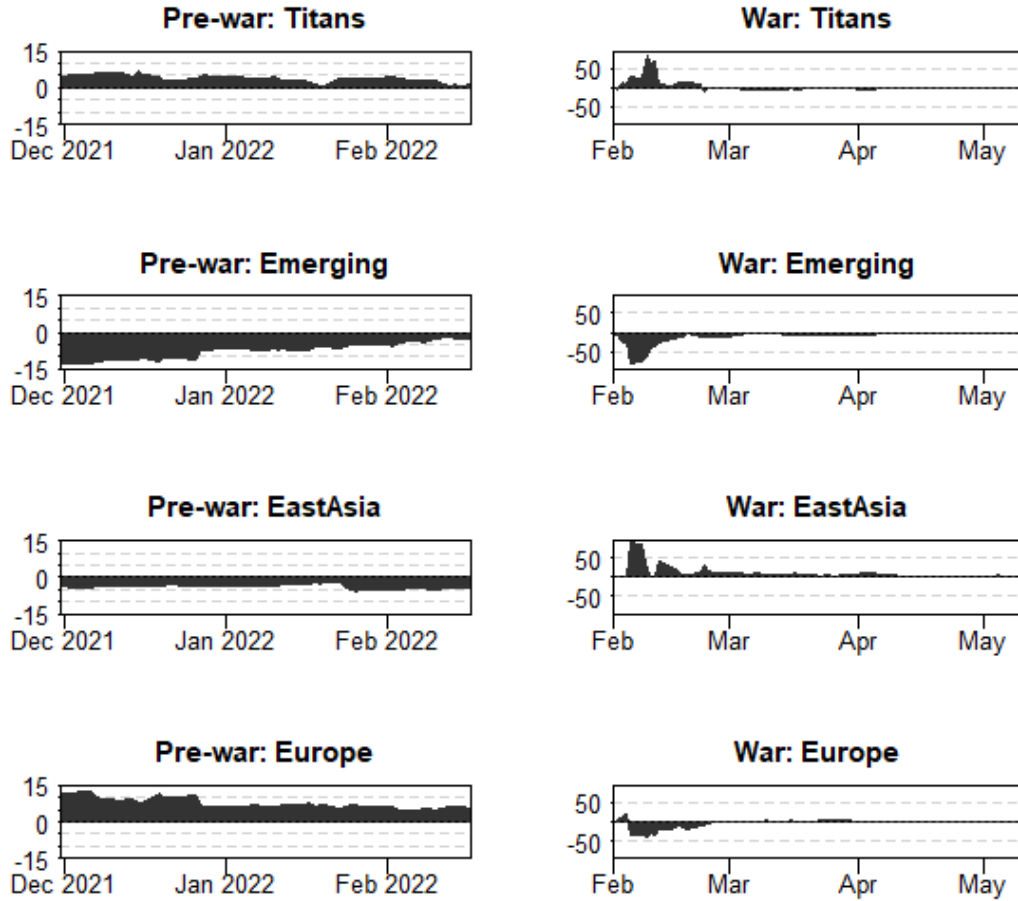 Pre-war: Titans
15
0
-15
Dec 2021 Jan 2022 Feb 2022
War: Titans
50
-50
Feb Mar Apr May
Pre-war: Emerging
15
0
-15
Dec 2021 Jan 2022 Feb 2022
War: Emerging
50
-50
Feb Mar Apr May
Pre-war: EastAsia
15
0
-15
Dec 2021 Jan 2022 Feb 2022
War: EastAsia
50
-50
Feb Mar Apr May
Pre-war: Europe
15
0
-15
Dec 2021 Jan 2022 Feb 2022
War: Europe
50
-50
Feb Mar Apr May